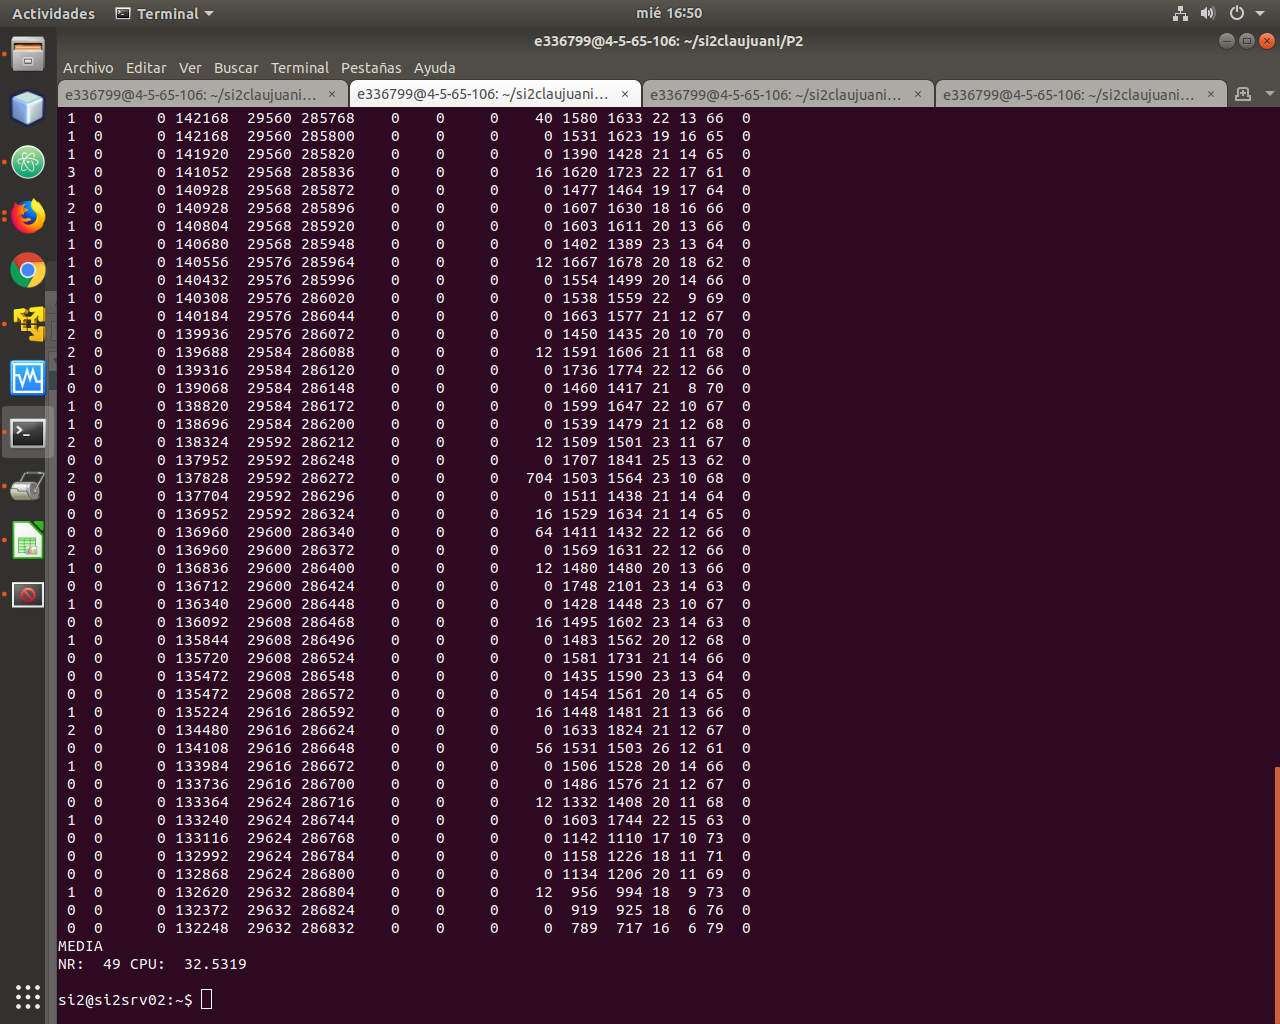 Actividades Terminal mié 16:50
e336799@4-5-65-106: ~/si2claujuani/P2
Archivo Editar Ver Buscar Terminal Pestañas Ayuda
e336799@4-5-65-106: ~/si2claujuani… × e336799@4-5-65-106: ~/si2claujuani… × e336799@4-5-65-106: ~/si2claujuani… × e336799@4-5-65-106: ~/si2claujuani… ×
1 0 0 142168 29560 285768 0 0 0 40 1580 1633 22 13 66 0
1 0 0 142168 29560 285800 0 0 0 0 1531 1623 19 16 65 0
1 0 0 141920 29560 285820 0 0 0 0 1390 1428 21 14 65 0
3 0 0 141052 29568 285836 0 0 0 16 1620 1723 22 17 61 0
1 0 0 140928 29568 285872 0 0 0 0 1477 1464 19 17 64 0
2 0 0 140928 29568 285896 0 0 0 0 1607 1630 18 16 66 0
1 0 0 140804 29568 285920 0 0 0 0 1603 1611 20 13 66 0
1 0 0 140680 29568 285948 0 0 0 0 1402 1389 23 13 64 0
1 0 0 140556 29576 285964 0 0 0 12 1667 1678 20 18 62 0
1 0 0 140432 29576 285996 0 0 0 0 1554 1499 20 14 66 0
1 0 0 140308 29576 286020 0 0 0 0 1538 1559 22 9 69 0
1 0 0 140184 29576 286044 0 0 0 0 1663 1577 21 12 67 0
2 0 0 139936 29576 286072 0 0 0 0 1450 1435 20 10 70 0
2 0 0 139688 29584 286088 0 0 0 12 1591 1606 21 11 68 0
1 0 0 139316 29584 286120 0 0 0 0 1736 1774 22 12 66 0
0 0 0 139068 29584 286148 0 0 0 0 1460 1417 21 8 70 0
1 0 0 138820 29584 286172 0 0 0 0 1599 1647 22 10 67 0
1 0 0 138696 29584 286200 0 0 0 0 1539 1479 21 12 68 0
2 0 0 138324 29592 286212 0 0 0 12 1509 1501 23 11 67 0
0 0 0 137952 29592 286248 0 0 0 0 1707 1841 25 13 62 0
2 0 0 137828 29592 286272 0 0 0 704 1503 1564 23 10 68 0
0 0 0 137704 29592 286296 0 0 0 0 1511 1438 21 14 64 0
0 0 0 136952 29592 286324 0 0 0 16 1529 1634 21 14 65 0
0 0 0 136960 29600 286340 0 0 0 64 1411 1432 22 12 66 0
2 0 0 136960 29600 286372 0 0 0 0 1569 1631 22 12 66 0
1 0 0 136836 29600 286400 0 0 0 12 1480 1480 20 13 66 0
0 0 0 136712 29600 286424 0 0 0 0 1748 2101 23 14 63 0
1 0 0 136340 29600 286448 0 0 0 0 1428 1448 23 10 67 0
0 0 0 136092 29608 286468 0 0 0 16 1495 1602 23 14 63 0
1 0 0 135844 29608 286496 0 0 0 0 1483 1562 20 12 68 0
0 0 0 135720 29608 286524 0 0 0 0 1581 1731 21 14 66 0
0 0 0 135472 29608 286548 0 0 0 0 1435 1590 23 13 64 0
0 0 0 135472 29608 286572 0 0 0 0 1454 1561 20 14 65 0
1 0 0 135224 29616 286592 0 0 0 16 1448 1481 21 13 66 0
2 0 0 134480 29616 286624 0 0 0 0 1633 1824 21 12 67 0
0 0 0 134108 29616 286648 0 0 0 56 1531 1503 26 12 61 0
1 0 0 133984 29616 286672 0 0 0 0 1506 1528 20 14 66 0
0 0 0 133736 29616 286700 0 0 0 0 1486 1576 21 12 67 0
0 0 0 133364 29624 286716 0 0 0 12 1332 1408 20 11 68 0
1 0 0 133240 29624 286744 0 0 0 0 1603 1744 22 15 63 0
0 0 0 133116 29624 286768 0 0 0 0 1142 1110 17 10 73 0
0 0 0 132992 29624 286784 0 0 0 0 1158 1226 18 11 71 0
0 0 0 132868 29624 286800 0 0 0 0 1134 1206 20 11 69 0
1 0 0 132620 29632 286804 0 0 0 12 956 994 18 9 73 0
0 0 0 132372 29632 286824 0 0 0 0 919 925 18 6 76 0
0 0 0 132248 29632 286832 0 0 0 0 789 717 16 6 79 0
MEDIA
NR: 49 CPU: 32.5319
si2@si2srv02:~$